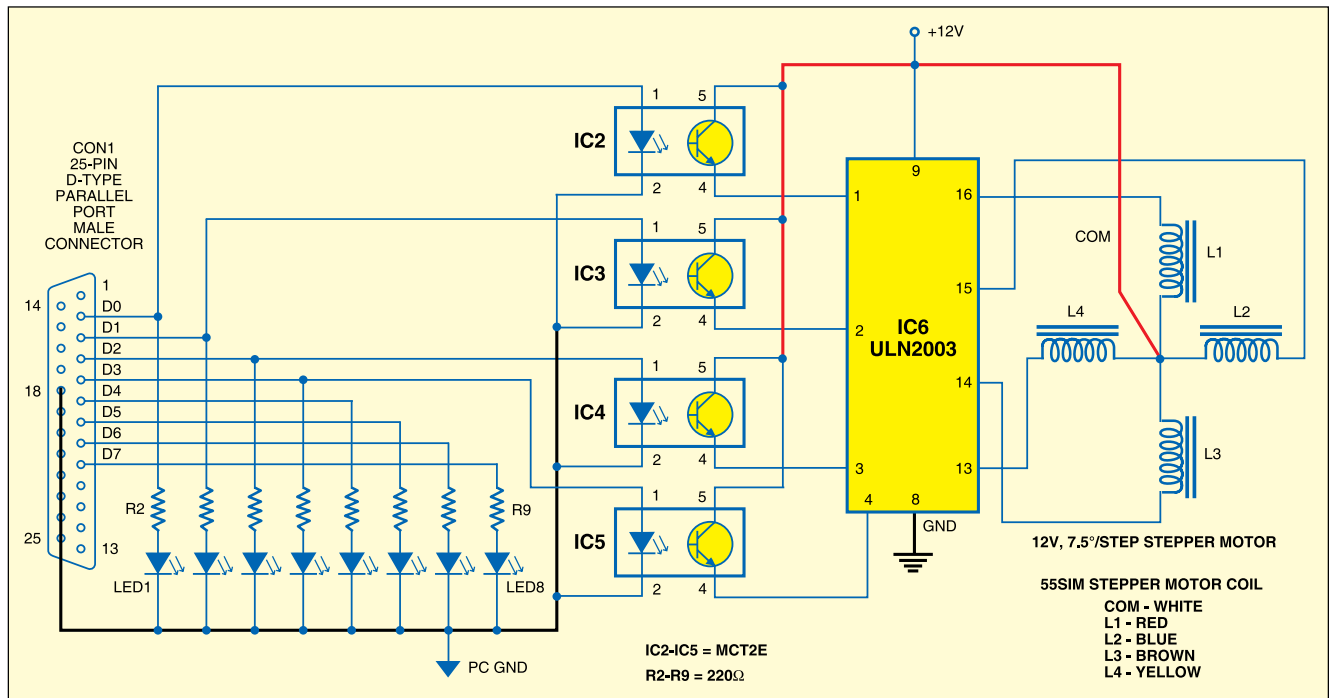 +12V
CON1
25-PIN
D-TYPE
PARALLEL
PORT
MALE
CONNECTOR
14
18
25
1
D0
D1
D2
D3
D4
D5
D6
D7
13
R2
R9
LED1
LED8
PC GND
IC2
1
5
2
4
IC3
1
5
2
4
IC4
1
5
2
4
IC5
1
5
2
4
IC2-IC5 = MCT2E
R2-R9 = 220Ω
9
1
2
3
4
8
16
15
14
13
IC6
ULN2003
GND
COM
L1
L2
L3
L4
12V, 7.5°/STEP STEPPER MOTOR
55SIM STEPPER MOTOR COIL
COM - WHITE
L1 - RED
L2 - BLUE
L3 - BROWN
L4 - YELLOW